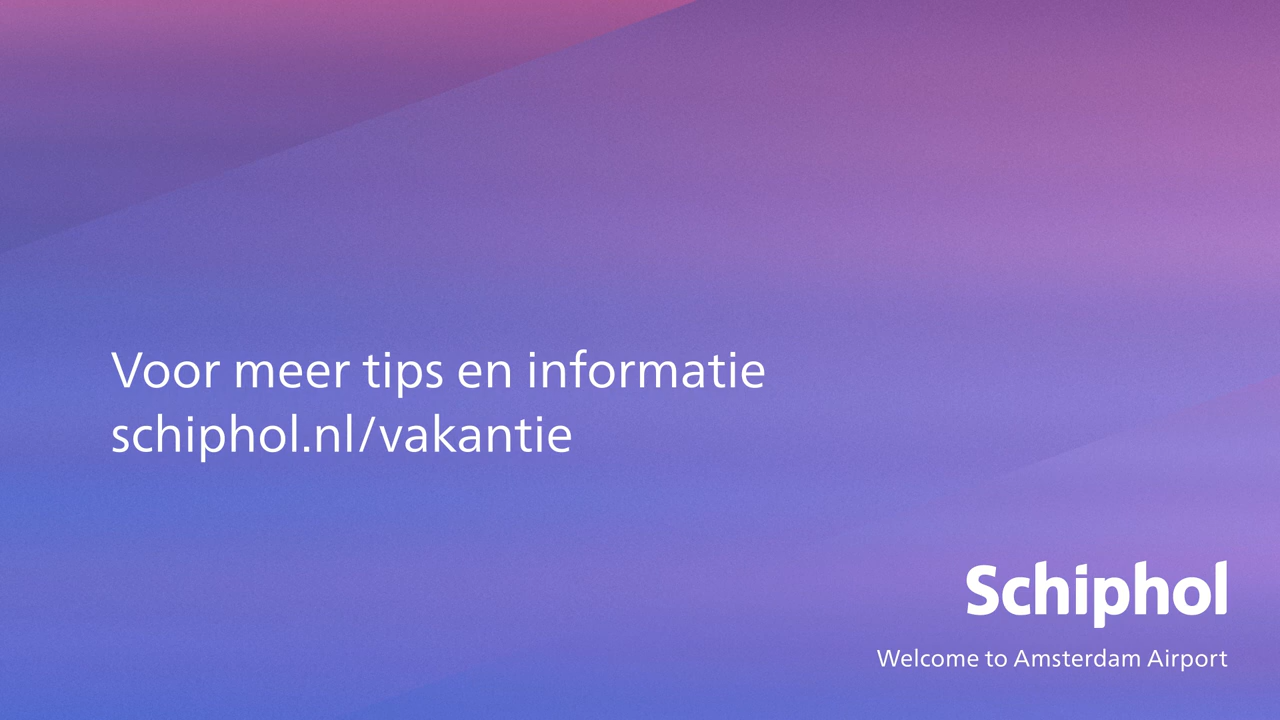 Voor meer tips en informatie
schiphol.nl/vakantie
Schiphol
Welcome to Amsterdam Airport